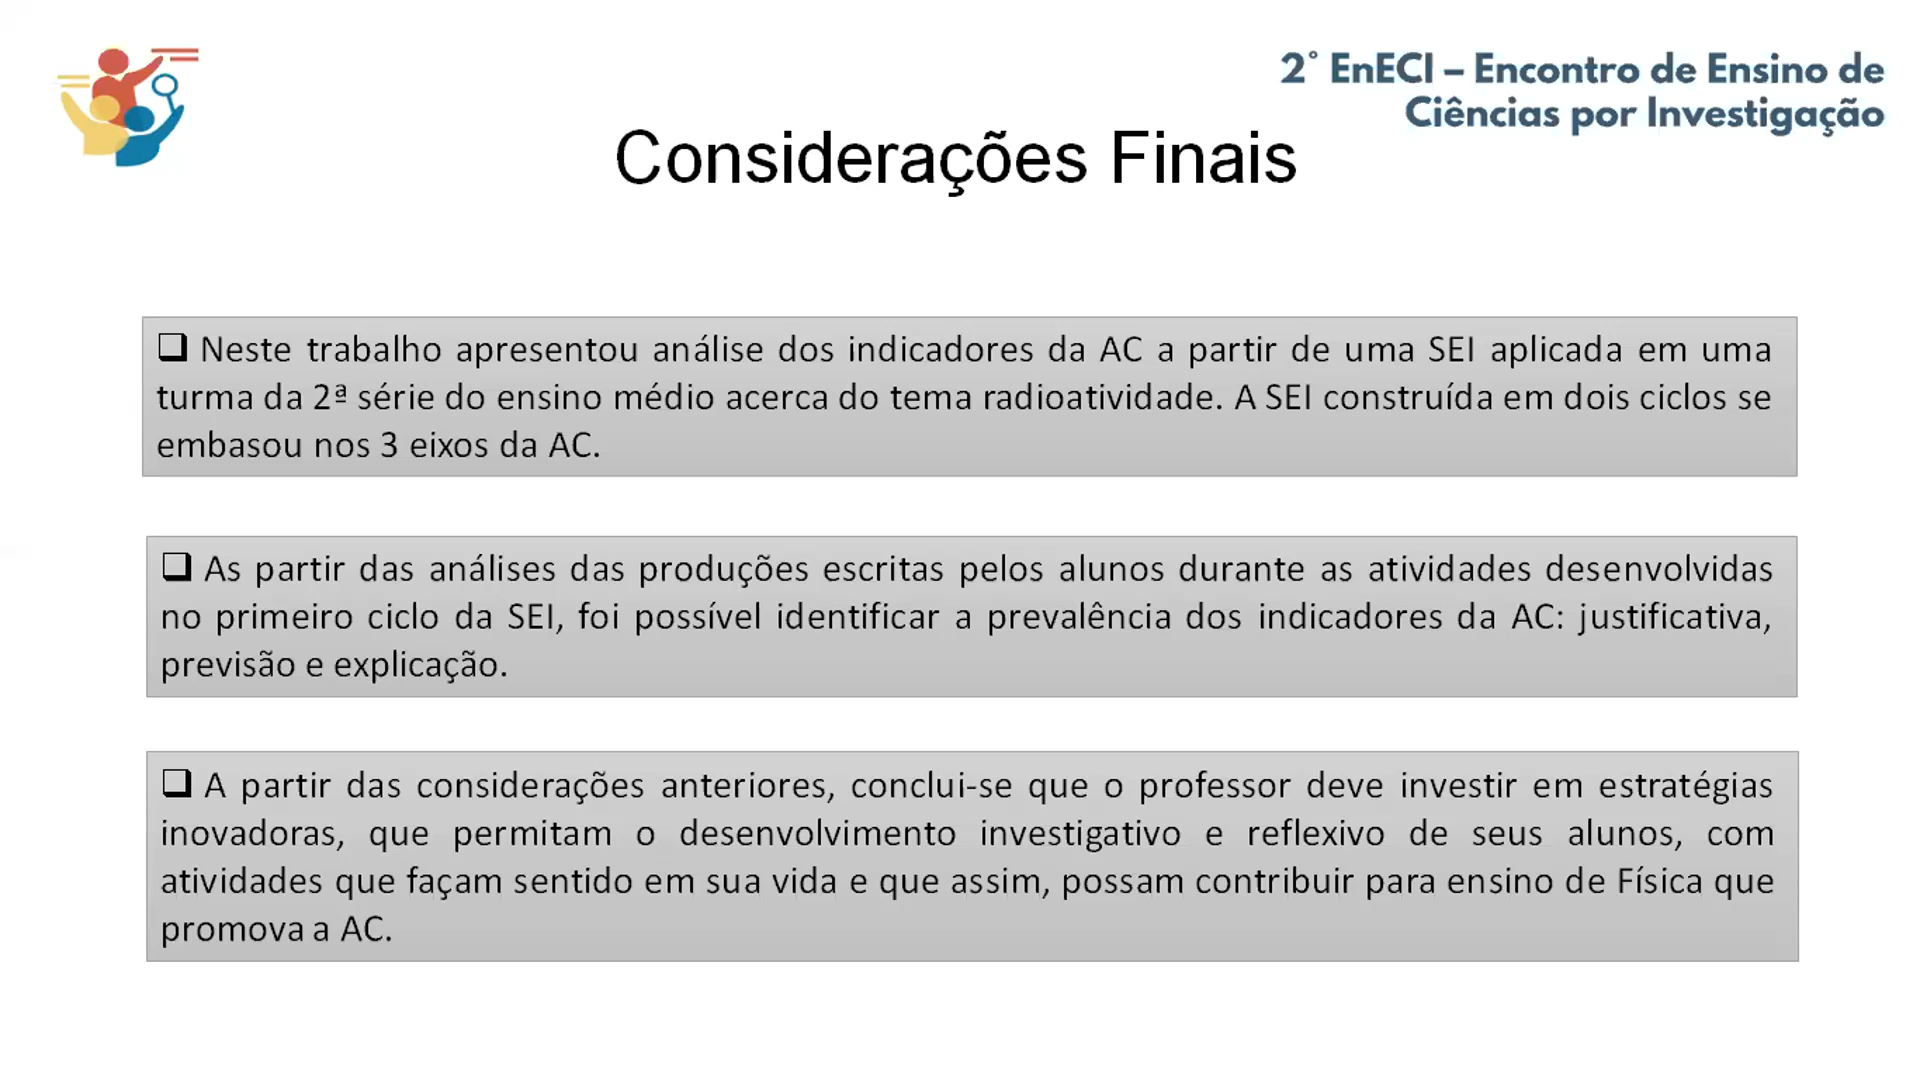 2° EnECI – Encontro de Ensino de
Ciências por Investigação
Considerações Finais
❑ Neste trabalho apresentou análise dos indicadores da AC a partir de uma SEI aplicada em uma
turma da 2ª série do ensino médio acerca do tema radioatividade. A SEI construída em dois ciclos se
embasou nos 3 eixos da AC.
❑ As partir das análises das produções escritas pelos alunos durante as atividades desenvolvidas
no primeiro ciclo da SEI, foi possível identificar a prevalência dos indicadores da AC: justificativa,
previsão e explicação.
❑ A partir das considerações anteriores, conclui-se que o professor deve investir em estratégias
inovadoras, que permitam o desenvolvimento investigativo e reflexivo de seus alunos, com
atividades que façam sentido em sua vida e que assim, possam contribuir para ensino de Física que
promova a AC.